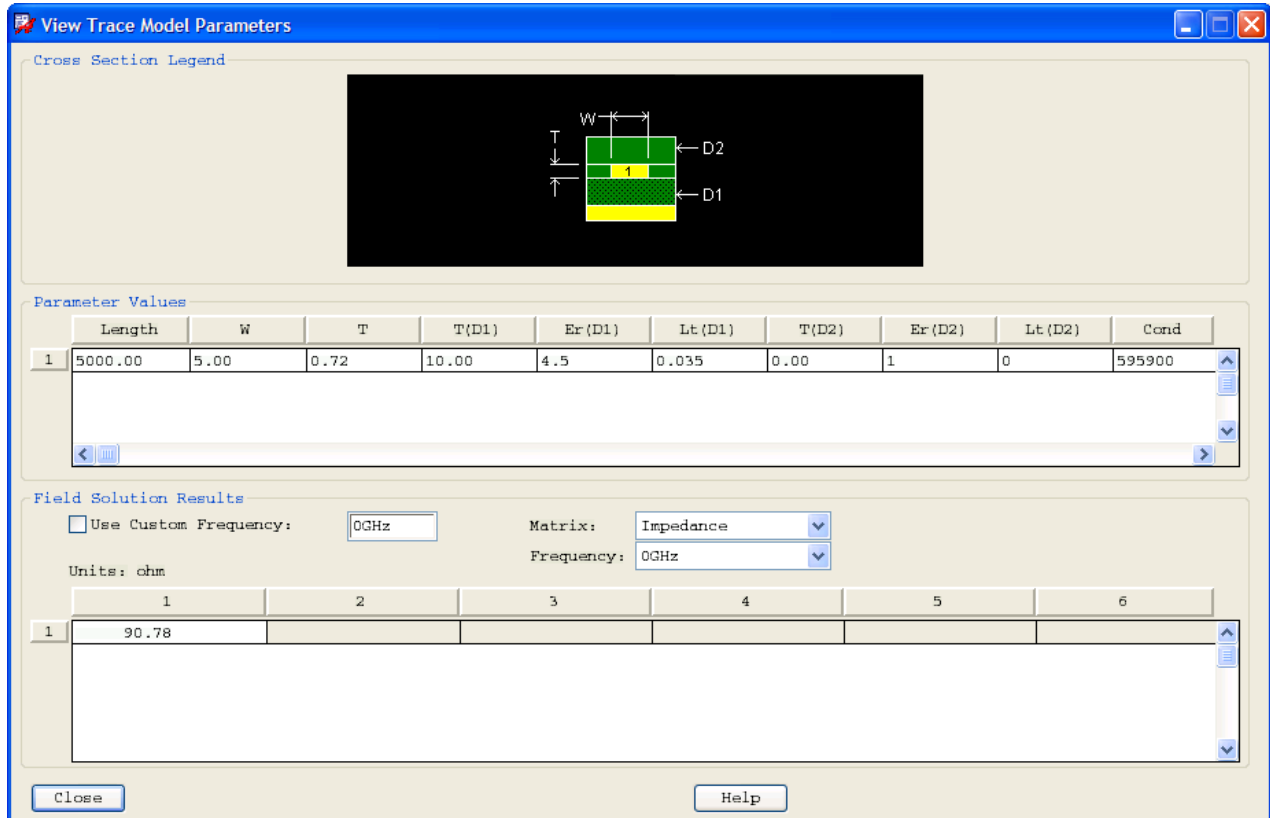 View Trace Model Parameters
Cross Section Legend
W
T
D2
1
D1
Parameter Values
Length W T T(D1) Er(D1) Lt(D1) T(D2) Er(D2) Lt(D2) Cond
1 5000.00 5.00 0.72 10.00 4.5 0.035 0.00 1 0 595900
Field Solution Results
Use Custom Frequency: 0GHz Matrix: Impedance
Frequency: 0GHz
Units: ohm
1 2 3 4 5 6
1 90.78
Close Help